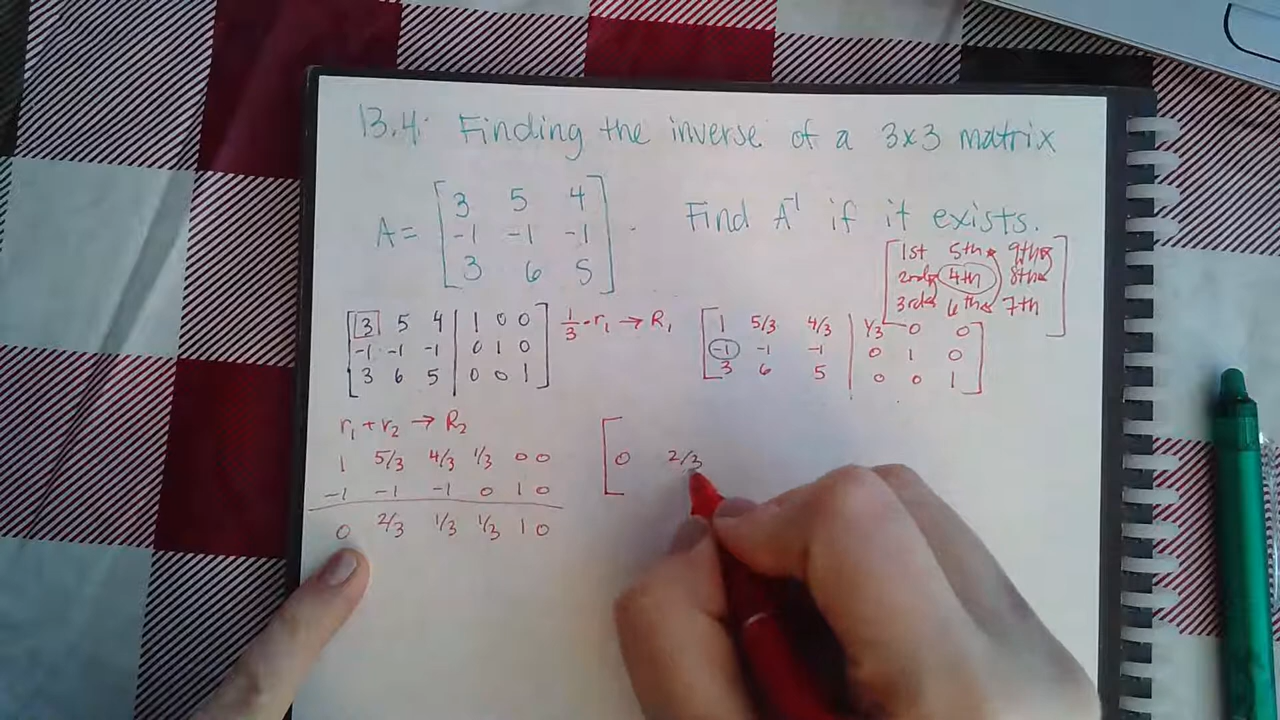 13.4: Finding the inverse of a 3x3 matrix
A = [ 3 5 4
-1 -1 -1
3 6 5 ] . Find A⁻¹ if it exists.
[ 1st 5th 9th
2nd 4th 8th
3rd 6th 7th ]
[ 3 5 4 | 1 0 0
-1 -1 -1 | 0 1 0
3 6 5 | 0 0 1 ] 1/3 · r₁ → R₁
[ 1 5/3 4/3 | 1/3 0 0
-1 -1 -1 | 0 1 0
3 6 5 | 0 0 1 ]
r₁ + r₂ → R₂
1 5/3 4/3 1/3 0 0
-1 -1 -1 0 1 0
0 2/3 1/3 1/3 1 0
[ 0 2/3